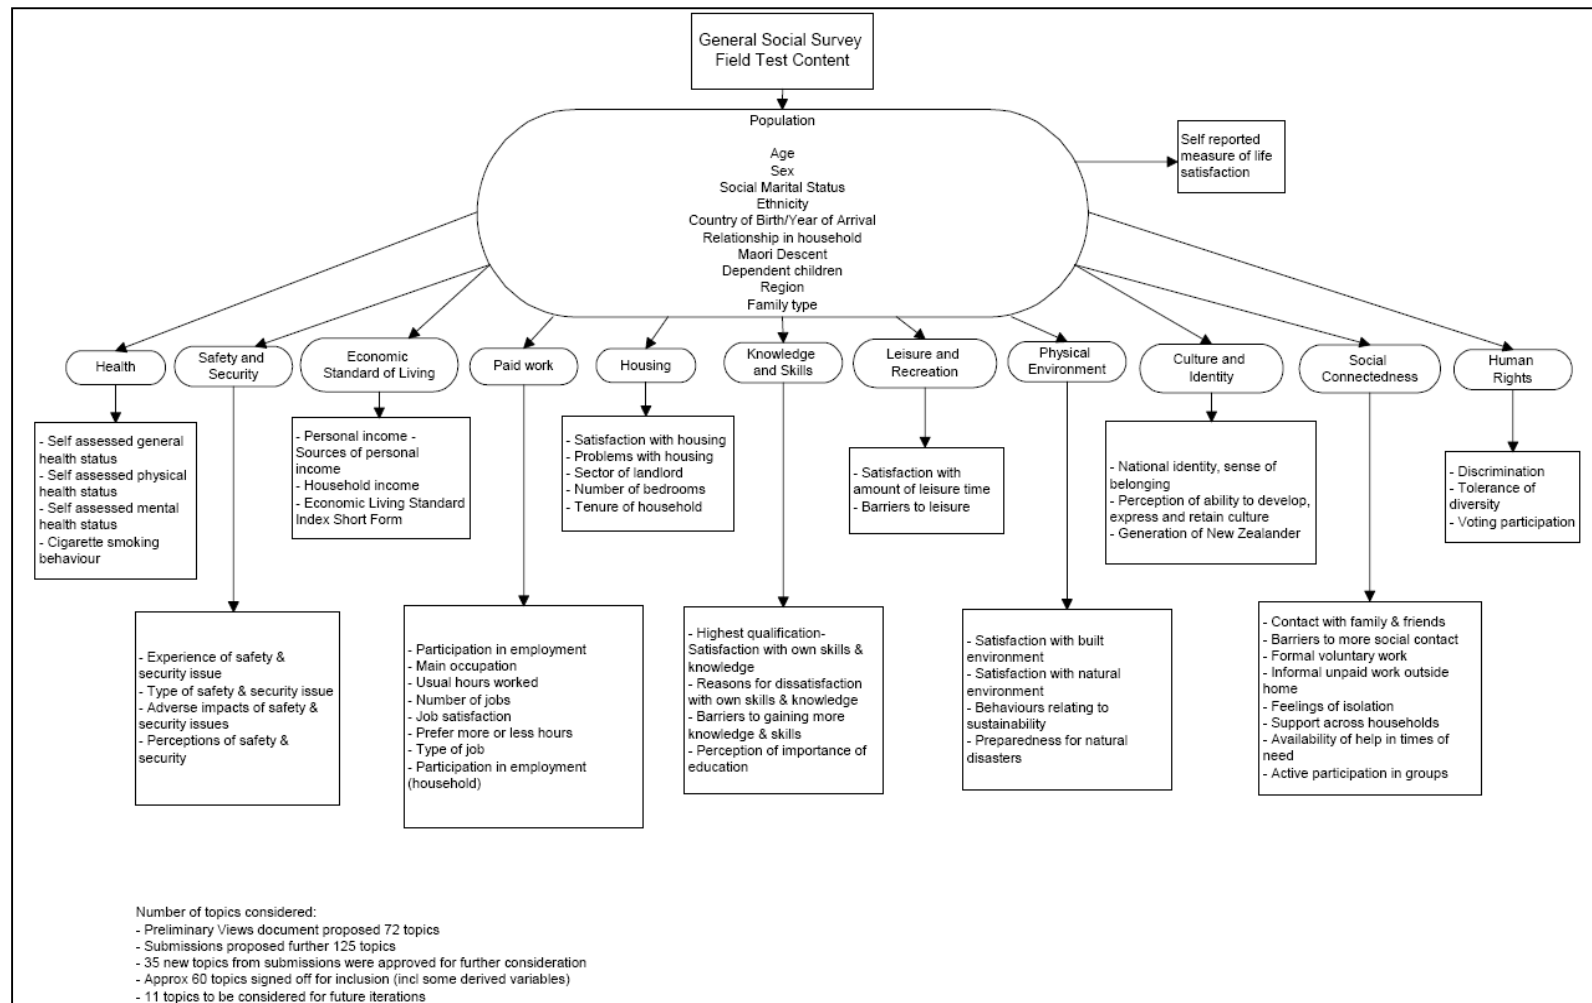 General Social Survey
Field Test Content
Population
Age
Sex
Social Marital Status
Ethnicity
Country of Birth/Year of Arrival
Relationship in household
Maori Descent
Dependent children
Region
Family type
Self reported
measure of life
satisfaction
Health
Safety and
Security
Economic
Standard of Living
Paid work
Housing
Knowledge
and Skills
Leisure and
Recreation
Physical
Environment
Culture and
Identity
Social
Connectedness
Human
Rights
- Self assessed general
health status
- Self assessed physical
health status
- Self assessed mental
health status
- Cigarette smoking
behaviour
- Personal income -
Sources of personal
income
- Household income
- Economic Living Standard
Index Short Form
- Satisfaction with housing
- Problems with housing
- Sector of landlord
- Number of bedrooms
- Tenure of household
- Satisfaction with
amount of leisure time
- Barriers to leisure
- National identity, sense of
belonging
- Perception of ability to develop,
express and retain culture
- Generation of New Zealander
- Discrimination
- Tolerance of
diversity
- Voting participation
- Experience of safety &
security issue
- Type of safety & security issue
- Adverse impacts of safety &
security issues
- Perceptions of safety &
security
- Participation in employment
- Main occupation
- Usual hours worked
- Number of jobs
- Job satisfaction
- Prefer more or less hours
- Type of job
- Participation in employment
(household)
- Highest qualification-
Satisfaction with own skills &
knowledge
- Reasons for dissatisfaction
with own skills & knowledge
- Barriers to gaining more
knowledge & skills
- Perception of importance of
education
- Satisfaction with built
environment
- Satisfaction with natural
environment
- Behaviours relating to
sustainability
- Preparedness for natural
disasters
- Contact with family & friends
- Barriers to more social contact
- Formal voluntary work
- Informal unpaid work outside
home
- Feelings of isolation
- Support across households
- Availability of help in times of
need
- Active participation in groups
Number of topics considered:
- Preliminary Views document proposed 72 topics
- Submissions proposed further 125 topics
- 35 new topics from submissions were approved for further consideration
- Approx 60 topics signed off for inclusion (incl some derived variables)
- 11 topics to be considered for future iterations